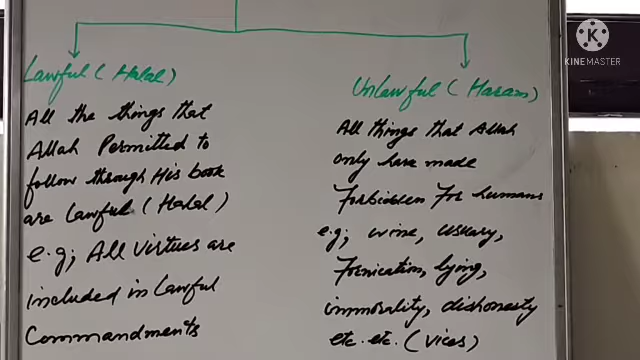 Lawful (Halal)
All the things that
Allah Permitted to
follow through His book
are Lawful (Halal)
e.g; All virtues are
included in Lawful
Commandments
Unlawful (Haram)
All things that Allah
only have made
Forbidden For humans
e.g; wine, usuary,
Fornication, lying,
immorality, dishonesty
etc. etc. (vices)
KINEMASTER